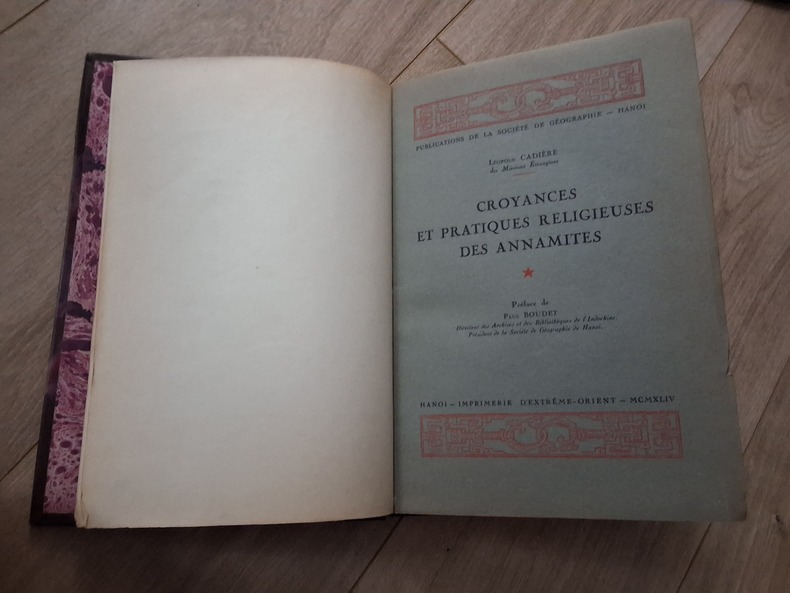 PUBLICATIONS DE LA SOCIÉTÉ DE GÉOGRAPHIE — HANOI
Léopold CADIÈRE
des Missions Étrangères
CROYANCES
ET PRATIQUES RELIGIEUSES
DES ANNAMITES
Préface de
Paul BOUDET
Directeur des Archives et des Bibliothèques de l'Indochine,
Président de la Société de Géographie de Hanoi.
HANOI — IMPRIMERIE D'EXTRÊME-ORIENT — MCMXLIV